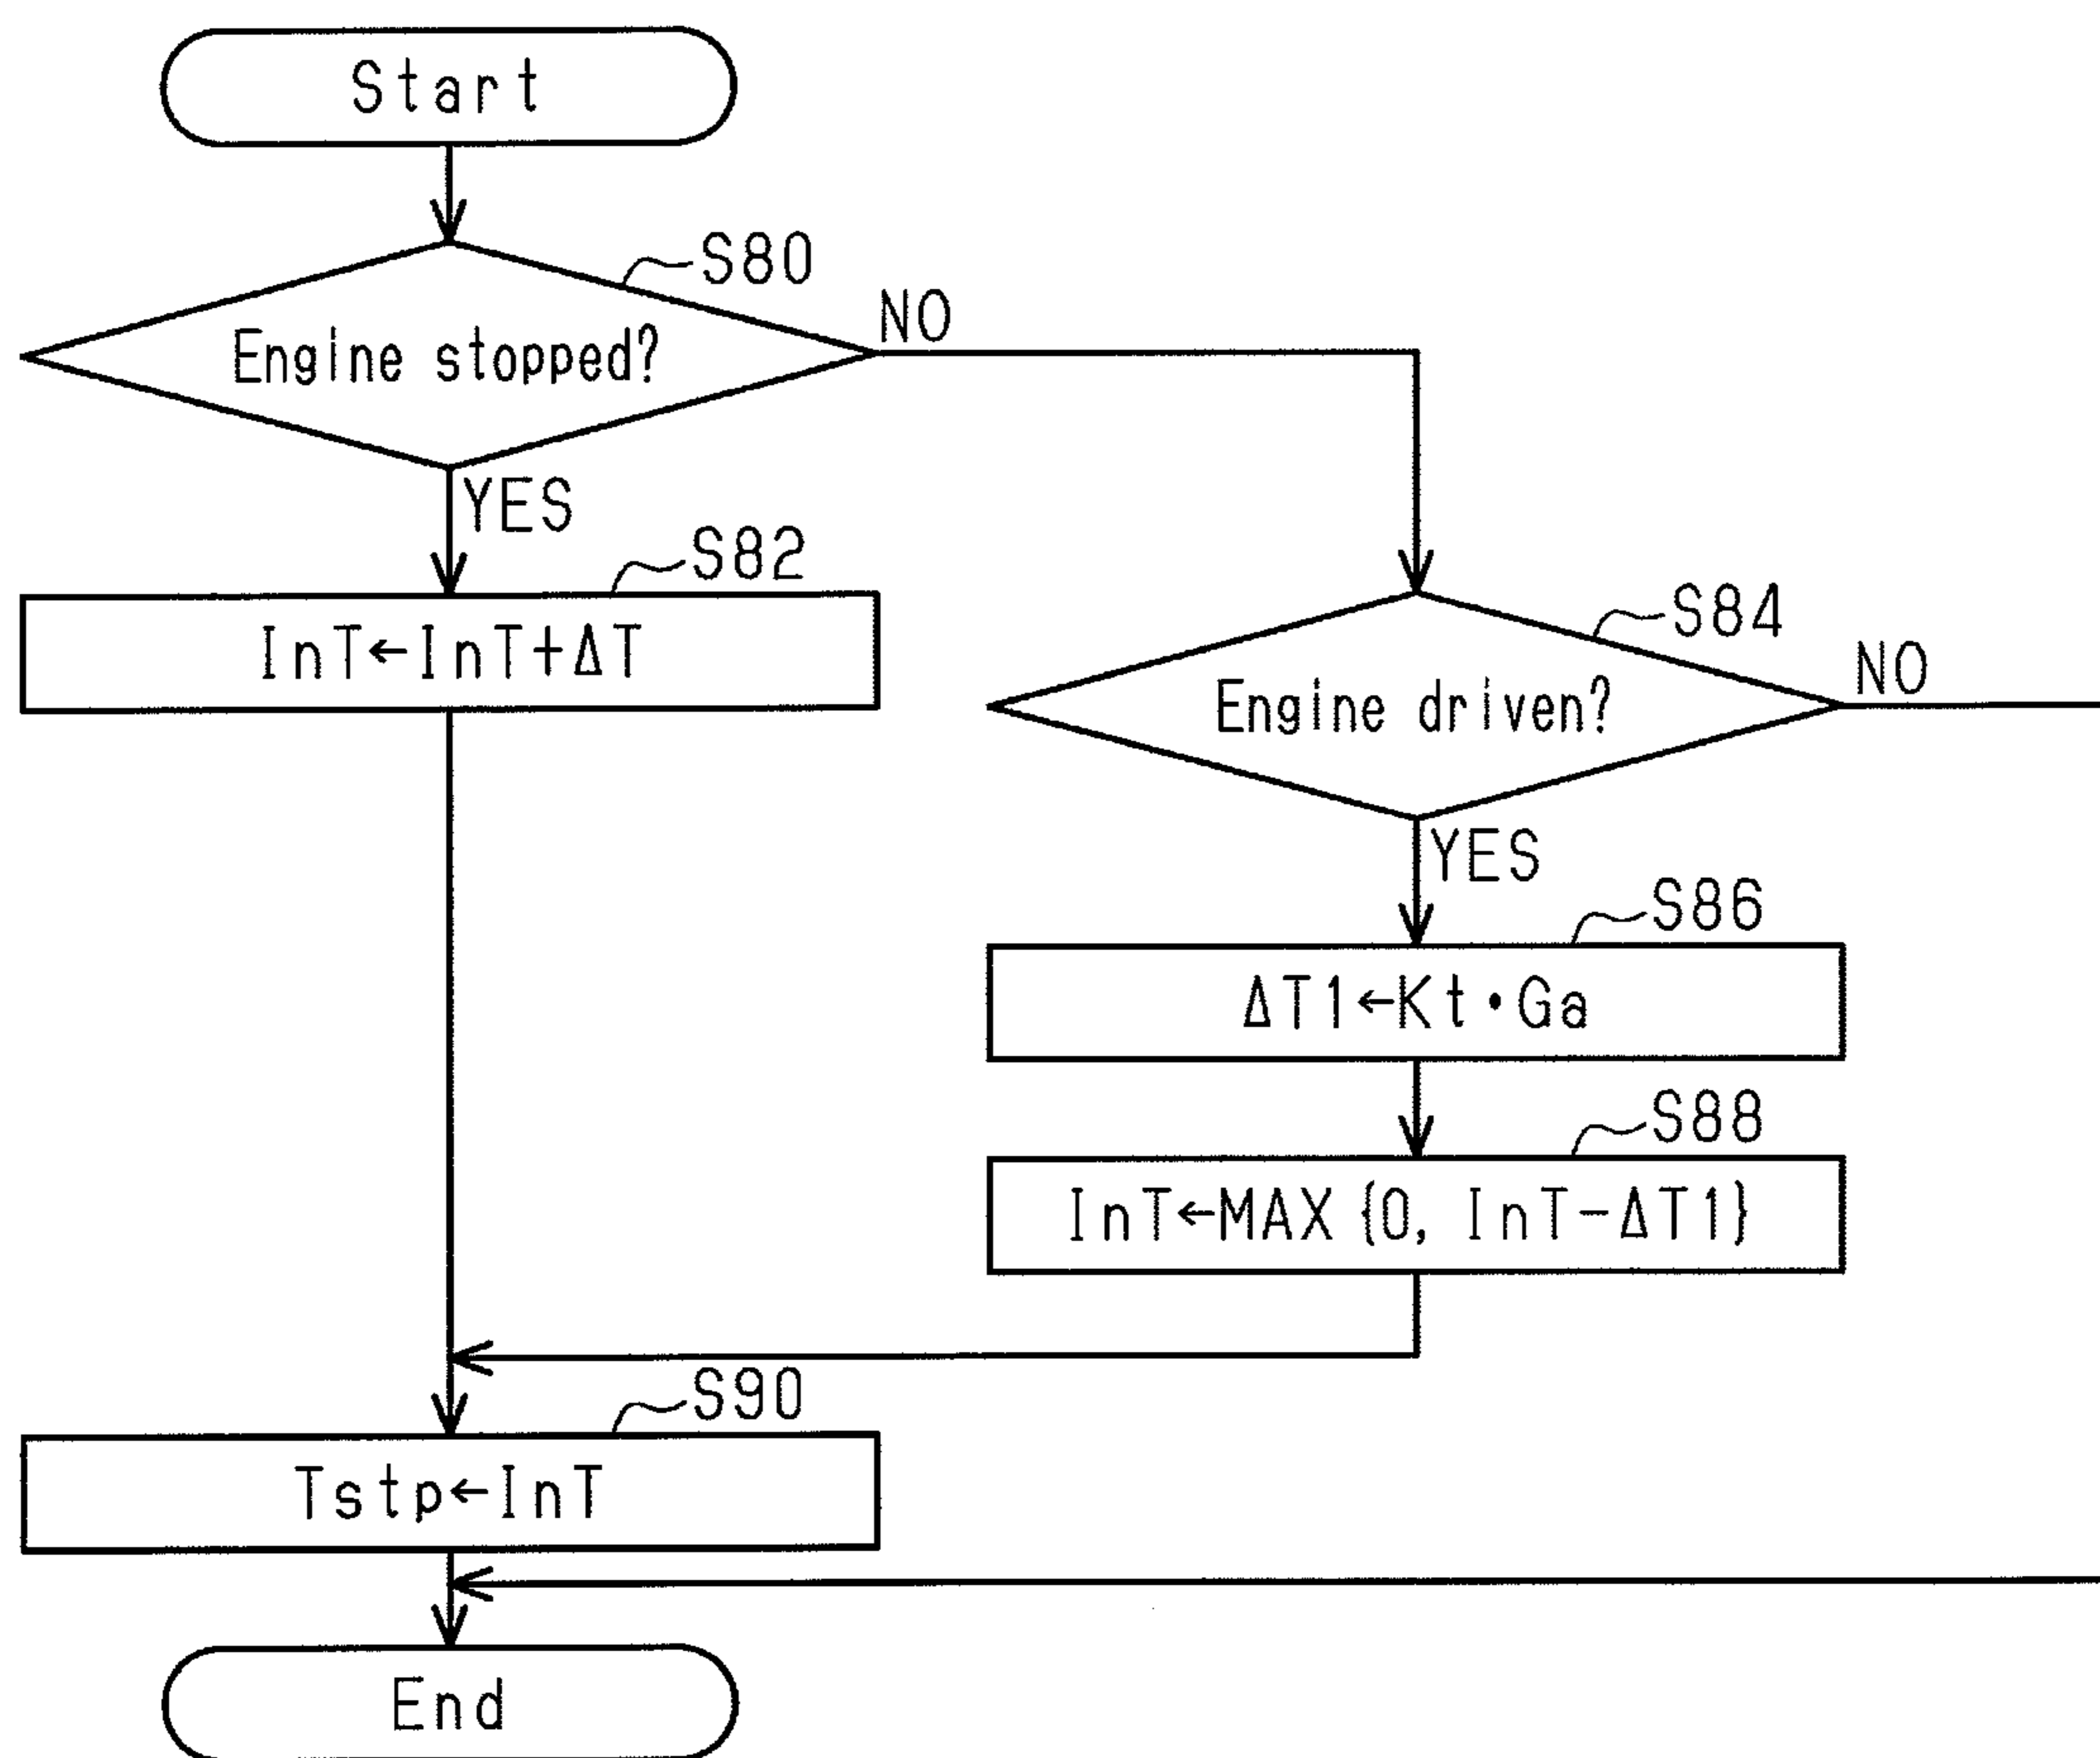 Start
S80
NO
Engine stopped?
YES
S82
InT←InT+ΔT
S84
NO
Engine driven?
YES
S86
ΔT1←Kt•Ga
S88
InT←MAX{0, InT-ΔT1}
S90
Tstp←InT
End